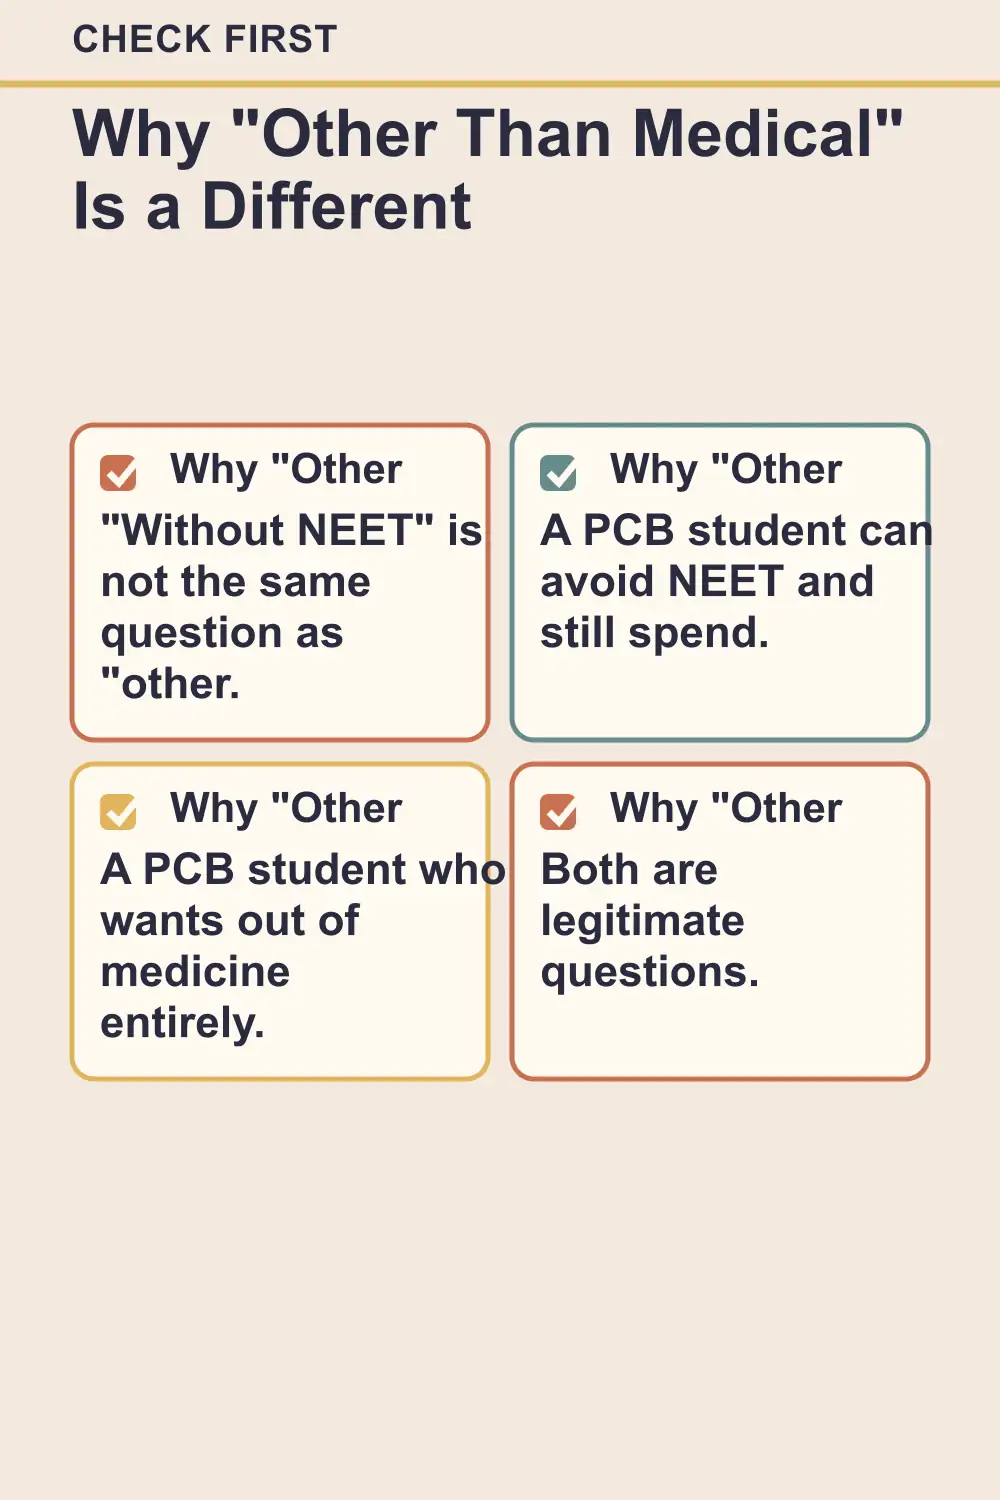 CHECK FIRST
Why "Other Than Medical"
Is a Different
Why "Other
"Without NEET" is
not the same
question as
"other.
Why "Other
A PCB student can
avoid NEET and
still spend.
Why "Other
A PCB student who
wants out of
medicine
entirely.
Why "Other
Both are
legitimate
questions.